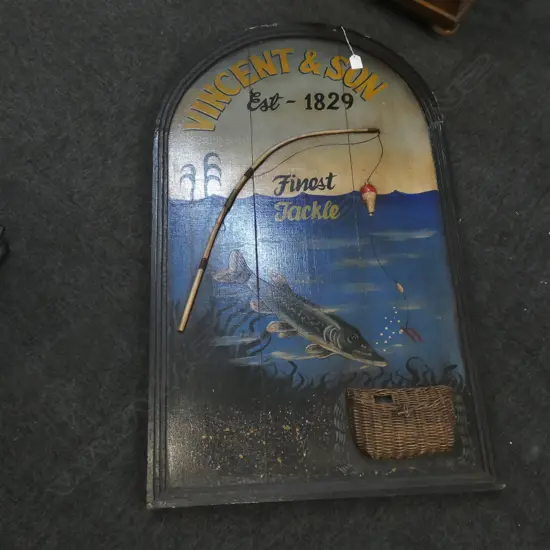 VINCENT & SON
Est - 1829
Finest
Tackle